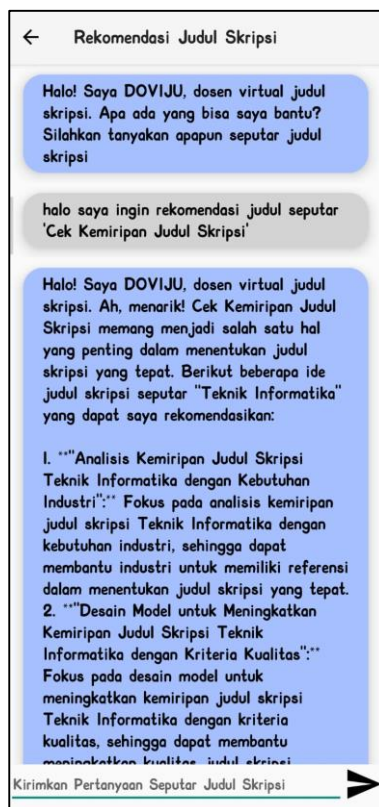 Rekomendasi Judul Skripsi
Halo! Saya DOVIJU, dosen virtual judul
skripsi. Apa ada yang bisa saya bantu?
Silahkan tanyakan apapun seputar judul
skripsi
halo saya ingin rekomendasi judul seputar
'Cek Kemiripan Judul Skripsi'
Halo! Saya DOVIJU, dosen virtual judul
skripsi. Ah, menarik! Cek Kemiripan Judul
Skripsi memang menjadi salah satu hal
yang penting dalam menentukan judul
skripsi yang tepat. Berikut beberapa ide
judul skripsi seputar "Teknik Informatika"
yang dapat saya rekomendasikan:
1. **"Analisis Kemiripan Judul Skripsi
Teknik Informatika dengan Kebutuhan
Industri":** Fokus pada analisis kemiripan
judul skripsi Teknik Informatika dengan
kebutuhan industri, sehingga dapat
membantu industri untuk memiliki referensi
dalam menentukan judul skripsi yang tepat.
2. **"Desain Model untuk Meningkatkan
Kemiripan Judul Skripsi Teknik
Informatika dengan Kriteria Kualitas":**
Fokus pada desain model untuk
meningkatkan kemiripan judul skripsi
Teknik Informatika dengan kriteria
kualitas, sehingga dapat membantu
meningkatkan kualitas judul skripsi
Kirimkan Pertanyaan Seputar Judul Skripsi